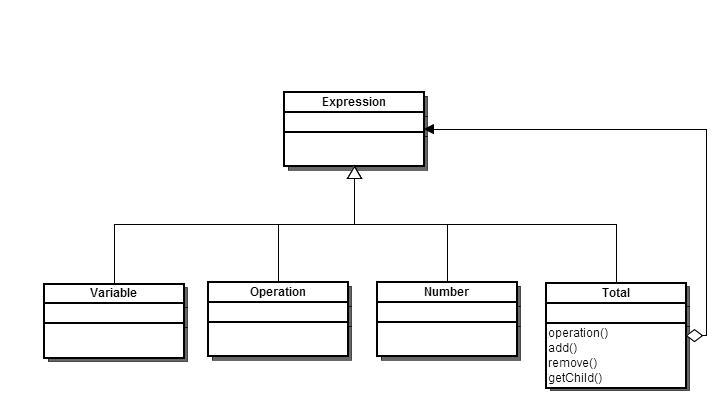 Expression
Variable
Operation
Number
Total
operation()
add()
remove()
getChild()